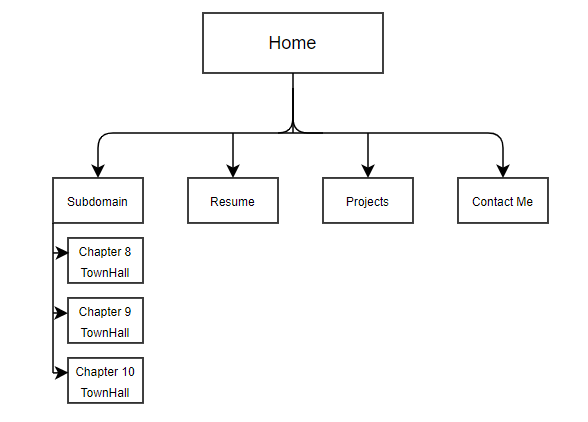 Home
Subdomain
Resume
Projects
Contact Me
Chapter 8
TownHall
Chapter 9
TownHall
Chapter 10
TownHall